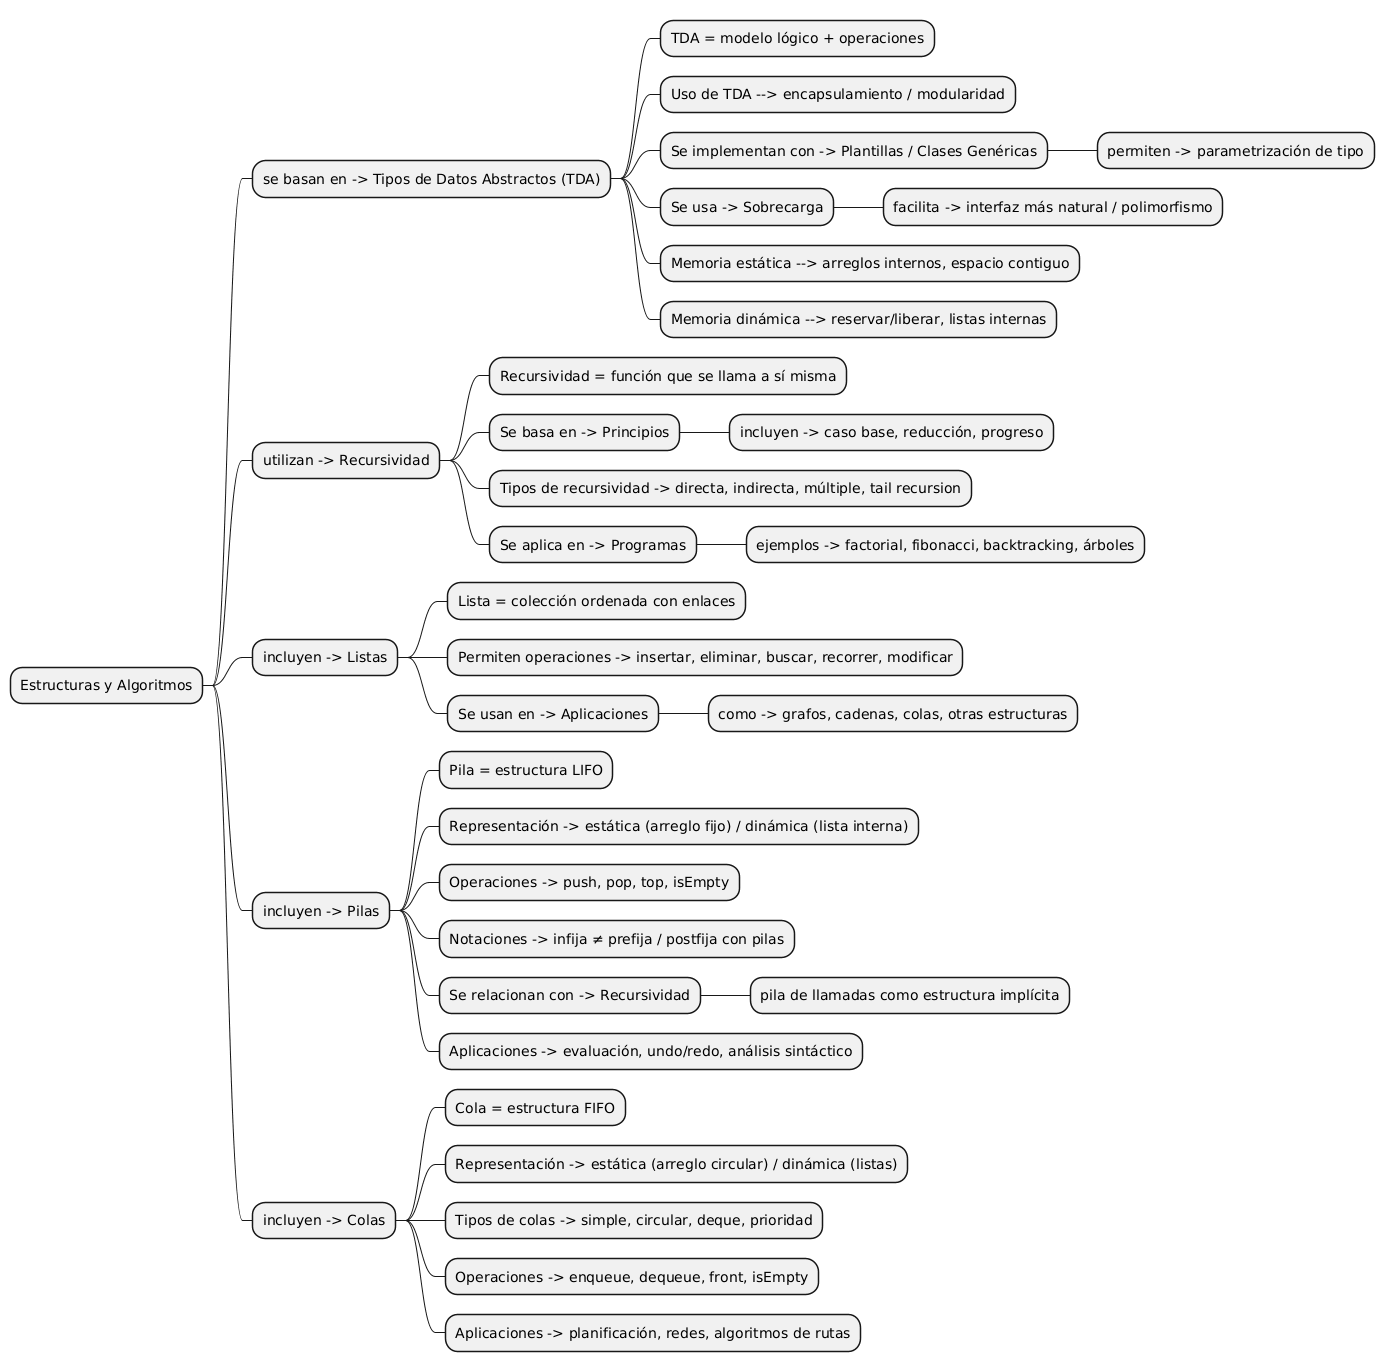 TDA = modelo lógico + operaciones
Uso de TDA --> encapsulamiento / modularidad
Se implementan con -> Plantillas / Clases Genéricas
permiten -> parametrización de tipo
se basan en -> Tipos de Datos Abstractos (TDA)
Se usa -> Sobrecarga
facilita -> interfaz más natural / polimorfismo
Memoria estática --> arreglos internos, espacio contiguo
Memoria dinámica --> reservar/liberar, listas internas
Recursividad = función que se llama a sí misma
Se basa en -> Principios
incluyen -> caso base, reducción, progreso
utilizan -> Recursividad
Tipos de recursividad -> directa, indirecta, múltiple, tail recursion
Se aplica en -> Programas
ejemplos -> factorial, fibonacci, backtracking, árboles
Lista = colección ordenada con enlaces
incluyen -> Listas
Permiten operaciones -> insertar, eliminar, buscar, recorrer, modificar
Estructuras y Algoritmos
Se usan en -> Aplicaciones
como -> grafos, cadenas, colas, otras estructuras
Pila = estructura LIFO
Representación -> estática (arreglo fijo) / dinámica (lista interna)
Operaciones -> push, pop, top, isEmpty
incluyen -> Pilas
Notaciones -> infija ≠ prefija / postfija con pilas
Se relacionan con -> Recursividad
pila de llamadas como estructura implícita
Aplicaciones -> evaluación, undo/redo, análisis sintáctico
Cola = estructura FIFO
Representación -> estática (arreglo circular) / dinámica (listas)
incluyen -> Colas
Tipos de colas -> simple, circular, deque, prioridad
Operaciones -> enqueue, dequeue, front, isEmpty
Aplicaciones -> planificación, redes, algoritmos de rutas